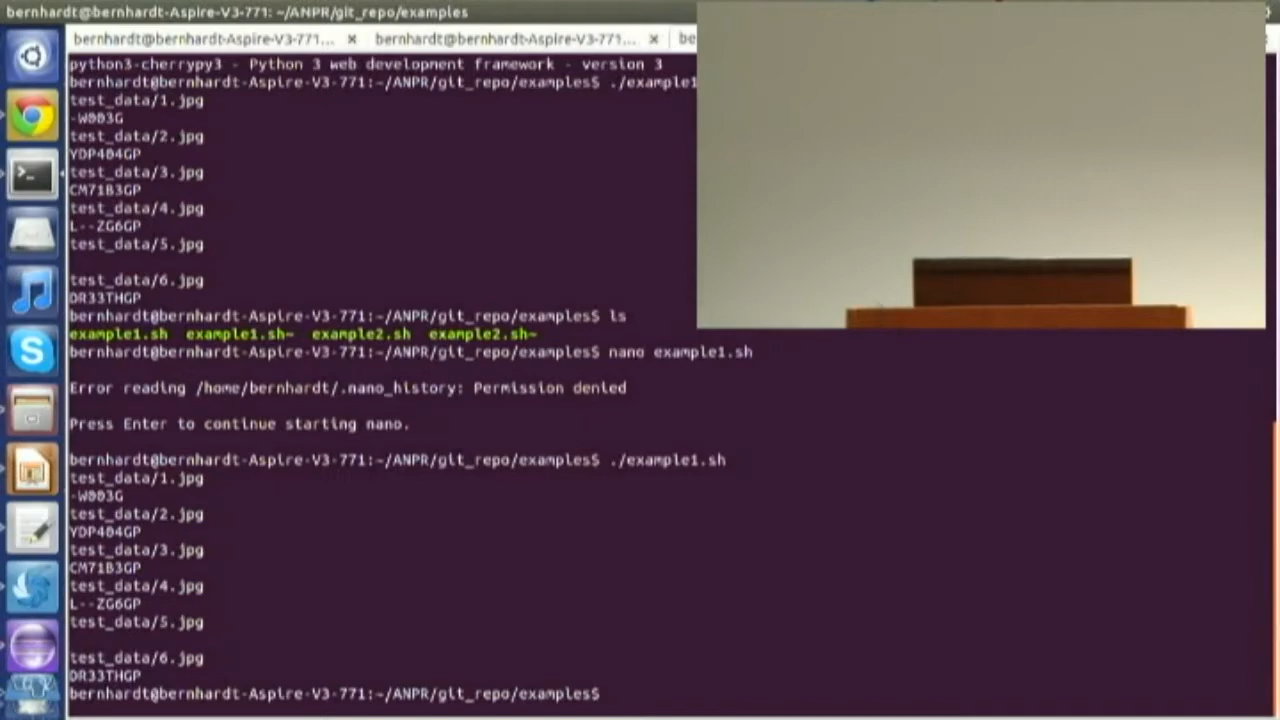 bernhardt@bernhardt-Aspire-V3-771: ~/ANPR/git_repo/examples
bernhardt@bernhardt-Aspire-V3-771... × bernhardt@bernhardt-Aspire-V3-771... × be
python3-cherrypy3 - Python 3 web development framework - version 3
bernhardt@bernhardt-Aspire-V3-771:~/ANPR/git_repo/examples$ ./example1
test_data/1.jpg
-W003G
test_data/2.jpg
YDP404GP
test_data/3.jpg
CM71B3GP
test_data/4.jpg
L--ZG6GP
test_data/5.jpg
test_data/6.jpg
DR33THGP
bernhardt@bernhardt-Aspire-V3-771:~/ANPR/git_repo/examples$ ls
example1.sh example1.sh~ example2.sh example2.sh~
bernhardt@bernhardt-Aspire-V3-771:~/ANPR/git_repo/examples$ nano example1.sh
Error reading /home/bernhardt/.nano_history: Permission denied
Press Enter to continue starting nano.
bernhardt@bernhardt-Aspire-V3-771:~/ANPR/git_repo/examples$ ./example1.sh
test_data/1.jpg
-W003G
test_data/2.jpg
YDP404GP
test_data/3.jpg
CM71B3GP
test_data/4.jpg
L--ZG6GP
test_data/5.jpg
test_data/6.jpg
DR33THGP
bernhardt@bernhardt-Aspire-V3-771:~/ANPR/git_repo/examples$